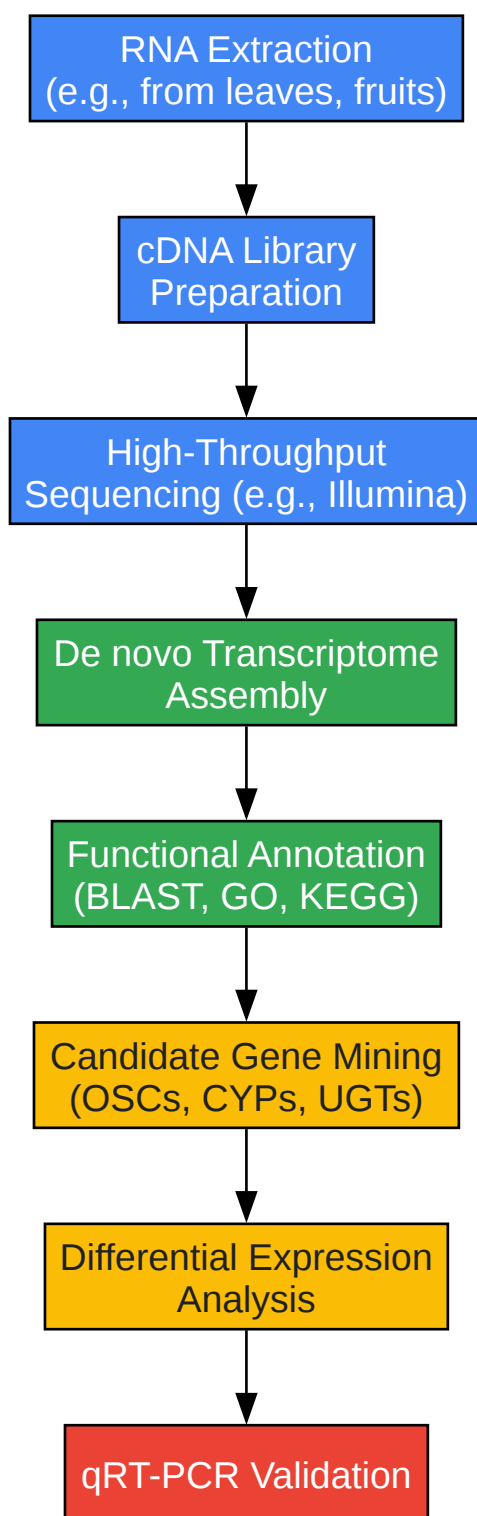 RNA Extraction
(e.g., from leaves, fruits)
cDNA Library
Preparation
High-Throughput
Sequencing (e.g., Illumina)
De novo Transcriptome
Assembly
Functional Annotation
(BLAST, GO, KEGG)
Candidate Gene Mining
(OSCs, CYPs, UGTs)
Differential Expression
Analysis
qRT-PCR Validation